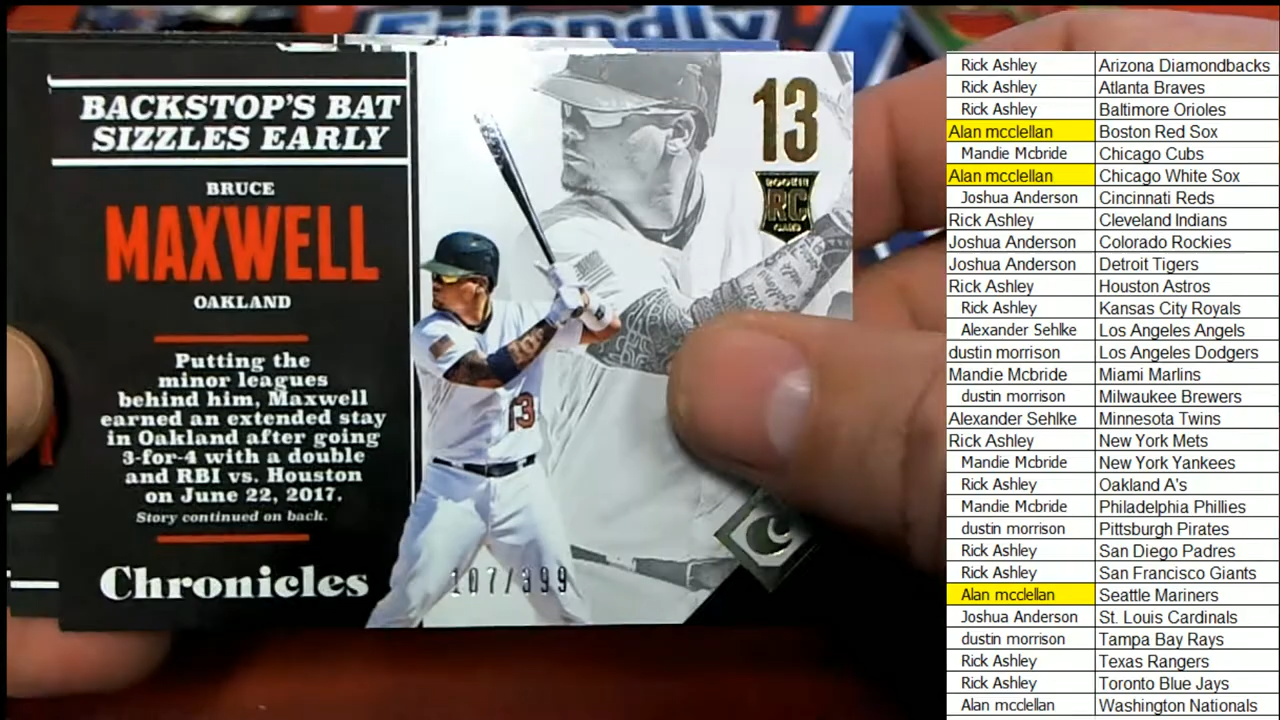 Friendly
BACKSTOP'S BAT
SIZZLES EARLY
BRUCE
MAXWELL
OAKLAND
Putting the
minor leagues
behind him, Maxwell
earned an extended stay
in Oakland after going
3-for-4 with a double
and RBI vs. Houston
on June 22, 2017.
Story continued on back.
Chronicles
13
ROOKIE
RC
CARD
13
107/399
Rick Ashley Arizona Diamondbacks
Rick Ashley Atlanta Braves
Rick Ashley Baltimore Orioles
Alan mcclellan Boston Red Sox
Mandie Mcbride Chicago Cubs
Alan mcclellan Chicago White Sox
Joshua Anderson Cincinnati Reds
Rick Ashley Cleveland Indians
Joshua Anderson Colorado Rockies
Joshua Anderson Detroit Tigers
Rick Ashley Houston Astros
Rick Ashley Kansas City Royals
Alexander Sehlke Los Angeles Angels
dustin morrison Los Angeles Dodgers
Mandie Mcbride Miami Marlins
dustin morrison Milwaukee Brewers
Alexander Sehlke Minnesota Twins
Rick Ashley New York Mets
Mandie Mcbride New York Yankees
Rick Ashley Oakland A's
Mandie Mcbride Philadelphia Phillies
dustin morrison Pittsburgh Pirates
Rick Ashley San Diego Padres
Rick Ashley San Francisco Giants
Alan mcclellan Seattle Mariners
Joshua Anderson St. Louis Cardinals
dustin morrison Tampa Bay Rays
Rick Ashley Texas Rangers
Rick Ashley Toronto Blue Jays
Alan mcclellan Washington Nationals